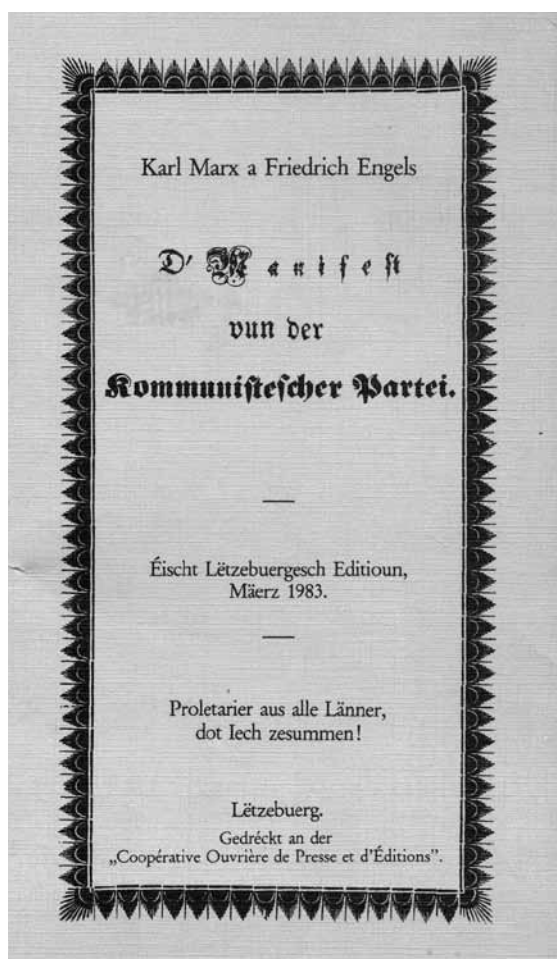 Karl Marx a Friedrich Engels
D' Manifest
vun der
Kommunistescher Partei.
Éischt Lëtzebuergesch Editioun,
Mäerz 1983.
Proletarier aus alle Länner,
dot Iech zesummen!
Lëtzebuerg.
Gedréckt an der
„Coopérative Ouvrière de Presse et d'Éditions".